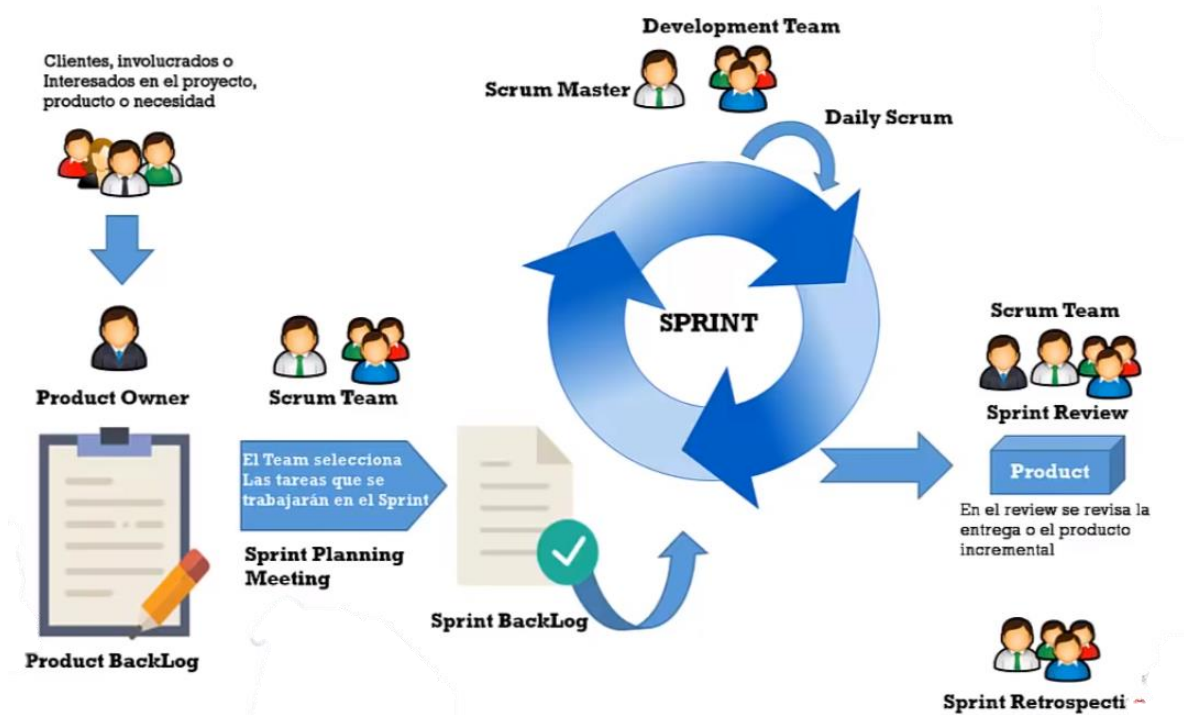 Clientes, involucrados o
Interesados en el proyecto,
producto o necesidad
Product Owner
Product BackLog
Scrum Team
El Team selecciona
Las tareas que se
trabajarán en el Sprint
Sprint Planning
Meeting
Sprint BackLog
Development Team
Scrum Master
Daily Scrum
SPRINT
Scrum Team
Sprint Review
Product
En el review se revisa la
entrega o el producto
incremental
Sprint Retrospecti